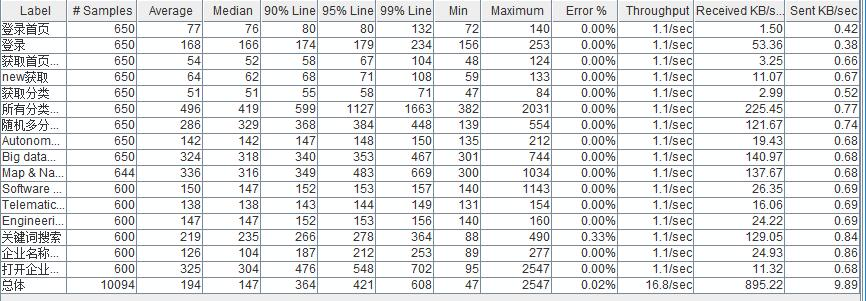 Label # Samples Average Median 90% Line 95% Line 99% Line Min Maximum Error % Throughput Received KB/s... Sent KB/sec
登录首页 650 77 76 80 80 132 72 140 0.00% 1.1/sec 1.50 0.42
登录 650 168 166 174 179 234 156 253 0.00% 1.1/sec 53.36 0.38
获取首页... 650 54 52 58 67 104 48 124 0.00% 1.1/sec 3.25 0.66
new获取 650 64 62 68 71 108 59 133 0.00% 1.1/sec 11.07 0.67
获取分类 650 51 51 55 58 71 47 84 0.00% 1.1/sec 2.99 0.52
所有分类... 650 496 419 599 1127 1663 382 2031 0.00% 1.1/sec 225.45 0.77
随机多分... 650 286 329 368 384 448 139 554 0.00% 1.1/sec 121.67 0.74
Autonom... 650 142 142 147 148 150 135 212 0.00% 1.1/sec 19.43 0.68
Big data... 650 324 318 340 353 467 301 744 0.00% 1.1/sec 140.97 0.68
Map & Na... 644 336 316 349 483 669 300 1034 0.00% 1.1/sec 137.67 0.68
Software ... 600 150 147 152 153 157 140 1143 0.00% 1.1/sec 26.35 0.69
Telematic... 600 138 138 143 144 149 131 154 0.00% 1.1/sec 16.06 0.69
Engineeri... 600 147 147 152 153 156 140 160 0.00% 1.1/sec 24.22 0.69
关键词搜索 600 219 235 266 278 364 88 490 0.33% 1.1/sec 129.05 0.84
企业名称... 600 126 104 187 212 253 89 277 0.00% 1.1/sec 24.93 0.86
打开企业... 600 325 304 476 548 702 95 2547 0.00% 1.1/sec 11.32 0.68
总体 10094 194 147 364 421 608 47 2547 0.02% 16.8/sec 895.22 9.89